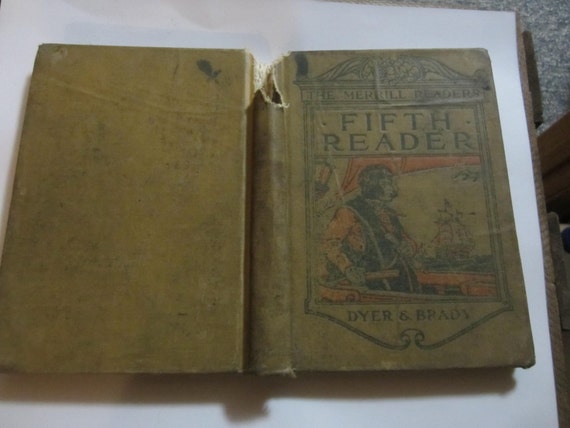 THE MERRILL READERS
FIFTH
READER
DYER & BRADY